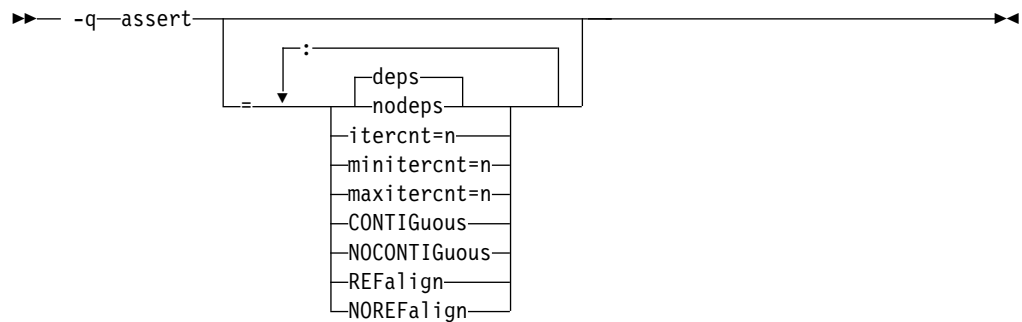 -q assert
:
deps
= nodeps
itercnt=n
minitercnt=n
maxitercnt=n
CONTIGuous
NOCONTIGuous
REFalign
NOREFalign